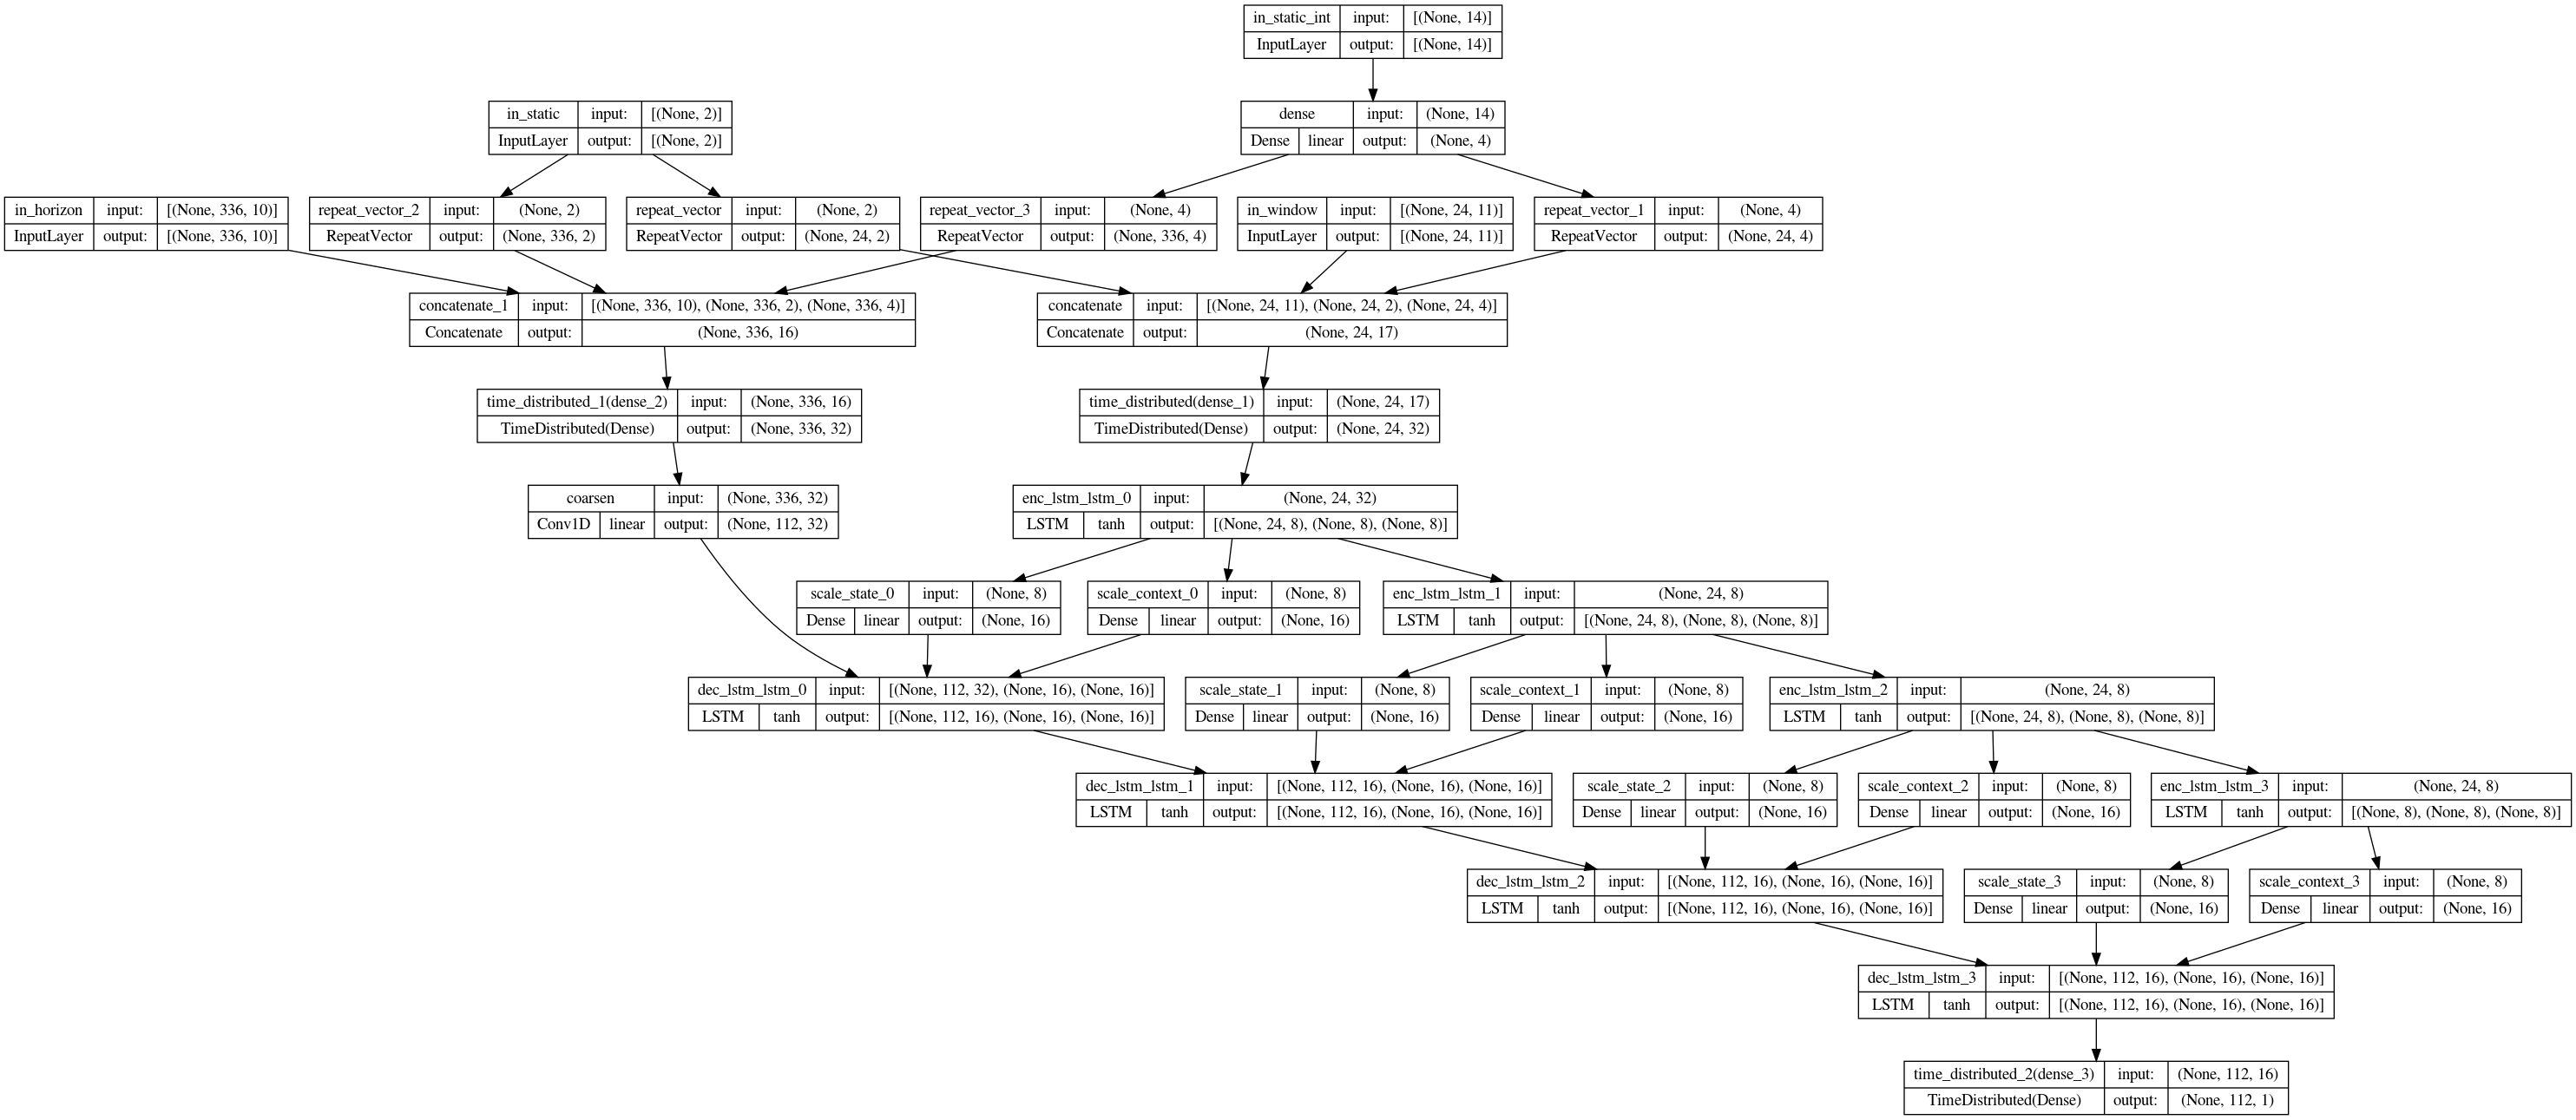 in_static_int input: [(None, 14)]
InputLayer output: [(None, 14)]
in_static input: [(None, 2)]
InputLayer output: [(None, 2)]
dense input: (None, 14)
Dense linear output: (None, 4)
in_horizon input: [(None, 336, 10)]
InputLayer output: [(None, 336, 10)]
repeat_vector_2 input: (None, 2)
RepeatVector output: (None, 336, 2)
repeat_vector input: (None, 2)
RepeatVector output: (None, 24, 2)
repeat_vector_3 input: (None, 4)
RepeatVector output: (None, 336, 4)
in_window input: [(None, 24, 11)]
InputLayer output: [(None, 24, 11)]
repeat_vector_1 input: (None, 4)
RepeatVector output: (None, 24, 4)
concatenate_1 input: [(None, 336, 10), (None, 336, 2), (None, 336, 4)]
Concatenate output: (None, 336, 16)
concatenate input: [(None, 24, 11), (None, 24, 2), (None, 24, 4)]
Concatenate output: (None, 24, 17)
time_distributed_1(dense_2) input: (None, 336, 16)
TimeDistributed(Dense) output: (None, 336, 32)
time_distributed(dense_1) input: (None, 24, 17)
TimeDistributed(Dense) output: (None, 24, 32)
coarsen input: (None, 336, 32)
Conv1D linear output: (None, 112, 32)
enc_lstm_lstm_0 input: (None, 24, 32)
LSTM tanh output: [(None, 24, 8), (None, 8), (None, 8)]
scale_state_0 input: (None, 8)
Dense linear output: (None, 16)
scale_context_0 input: (None, 8)
Dense linear output: (None, 16)
enc_lstm_lstm_1 input: (None, 24, 8)
LSTM tanh output: [(None, 24, 8), (None, 8), (None, 8)]
dec_lstm_lstm_0 input: [(None, 112, 32), (None, 16), (None, 16)]
LSTM tanh output: [(None, 112, 16), (None, 16), (None, 16)]
scale_state_1 input: (None, 8)
Dense linear output: (None, 16)
scale_context_1 input: (None, 8)
Dense linear output: (None, 16)
enc_lstm_lstm_2 input: (None, 24, 8)
LSTM tanh output: [(None, 24, 8), (None, 8), (None, 8)]
dec_lstm_lstm_1 input: [(None, 112, 16), (None, 16), (None, 16)]
LSTM tanh output: [(None, 112, 16), (None, 16), (None, 16)]
scale_state_2 input: (None, 8)
Dense linear output: (None, 16)
scale_context_2 input: (None, 8)
Dense linear output: (None, 16)
enc_lstm_lstm_3 input: (None, 24, 8)
LSTM tanh output: [(None, 8), (None, 8), (None, 8)]
dec_lstm_lstm_2 input: [(None, 112, 16), (None, 16), (None, 16)]
LSTM tanh output: [(None, 112, 16), (None, 16), (None, 16)]
scale_state_3 input: (None, 8)
Dense linear output: (None, 16)
scale_context_3 input: (None, 8)
Dense linear output: (None, 16)
dec_lstm_lstm_3 input: [(None, 112, 16), (None, 16), (None, 16)]
LSTM tanh output: [(None, 112, 16), (None, 16), (None, 16)]
time_distributed_2(dense_3) input: (None, 112, 16)
TimeDistributed(Dense) output: (None, 112, 1)